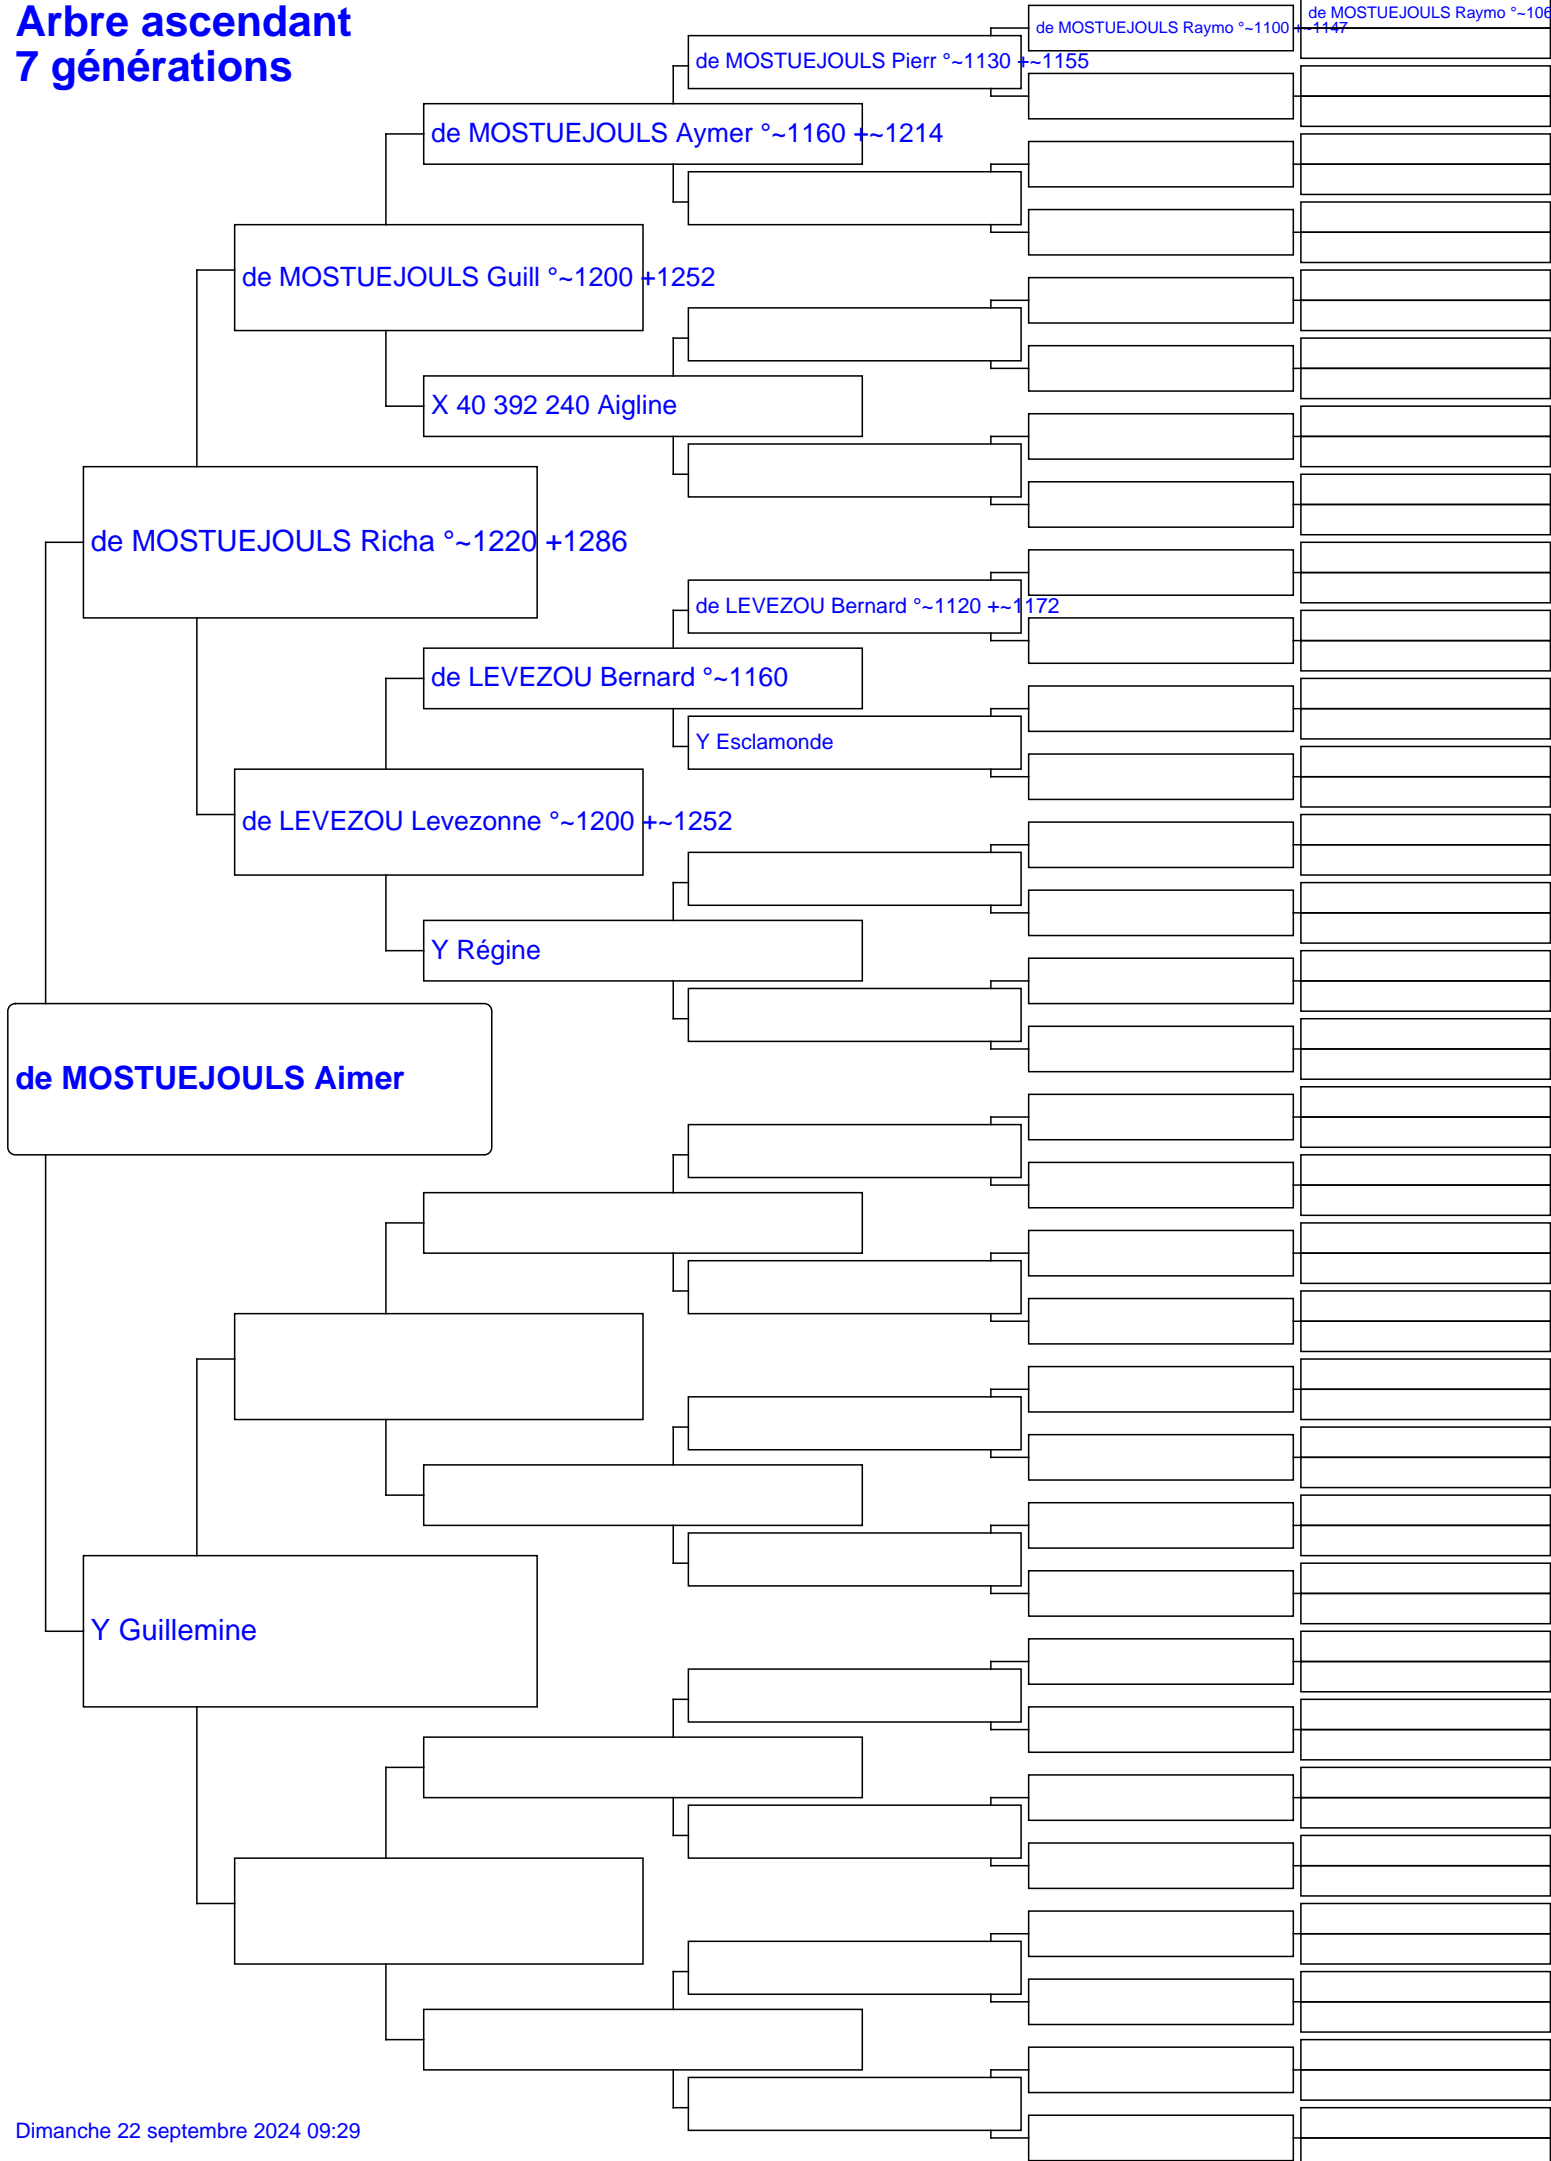 Arbre ascendant
7 générations
de MOSTUEJOULS Raymo °~106
de MOSTUEJOULS Raymo °~1100 +~1147
de MOSTUEJOULS Pierr °~1130 +~1155
de MOSTUEJOULS Aymer °~1160 +~1214
de MOSTUEJOULS Guill °~1200 +1252
X 40 392 240 Aigline
de MOSTUEJOULS Richa °~1220 +1286
de LEVEZOU Bernard °~1120 +~1172
de LEVEZOU Bernard °~1160
Y Esclamonde
de LEVEZOU Levezonne °~1200 +~1252
Y Régine
de MOSTUEJOULS Aimer
Y Guillemine
Dimanche 22 septembre 2024 09:29